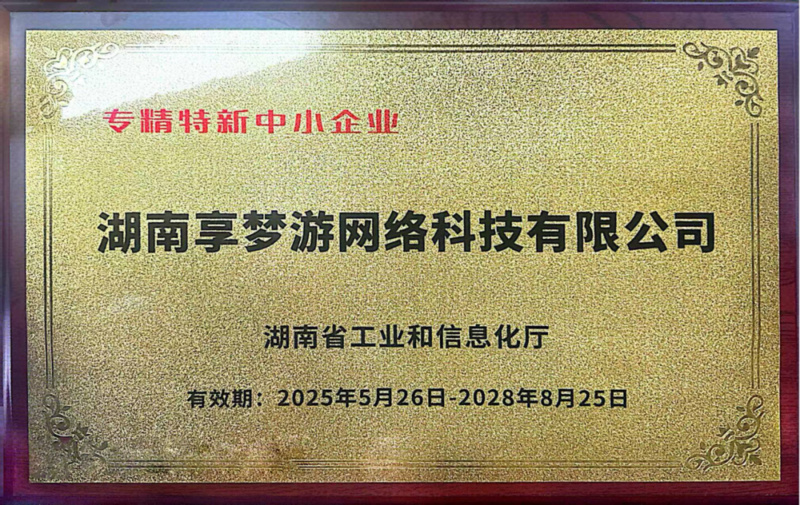 专精特新中小企业
湖南享梦游网络科技有限公司
湖南省工业和信息化厅
有效期：2025年5月26日-2028年8月25日